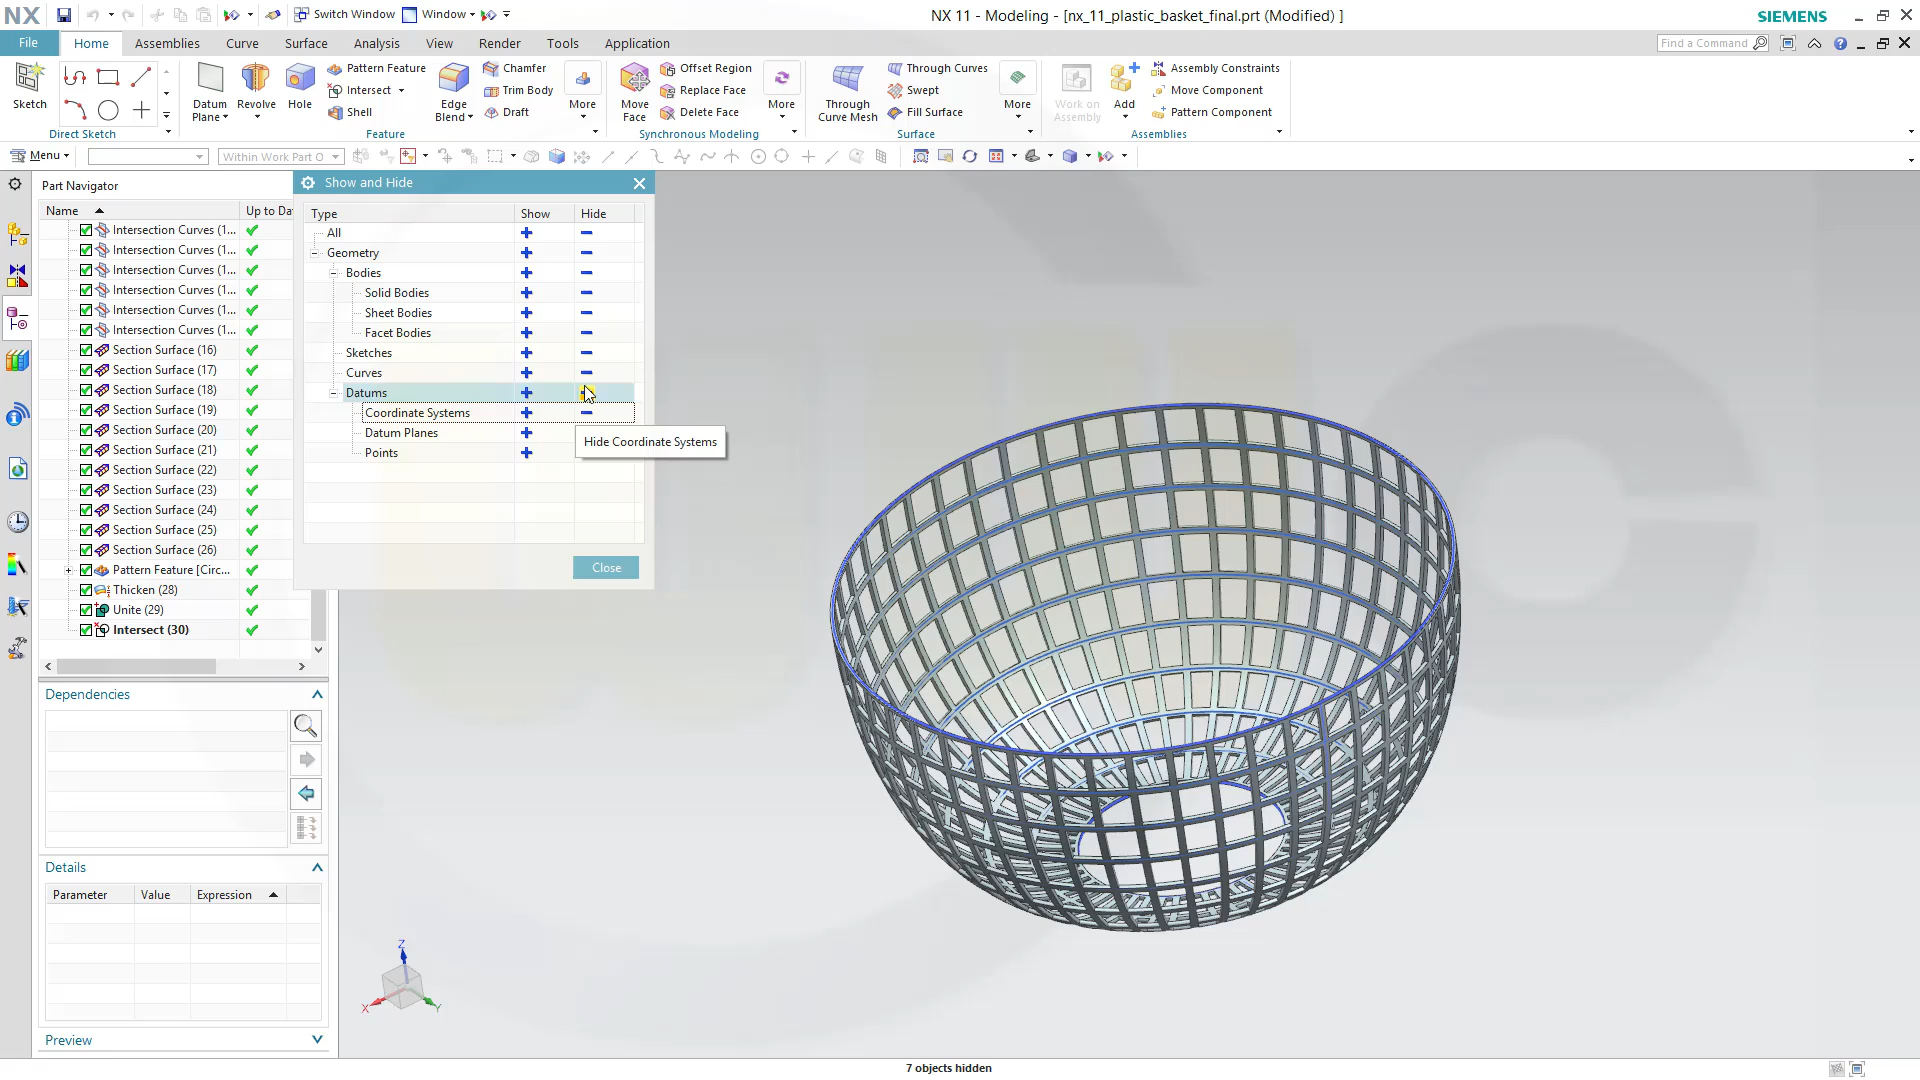 NX
Switch Window
Window
NX 11 - Modeling - [nx_11_plastic_basket_final.prt (Modified) ]
SIEMENS
File
Home
Assemblies
Curve
Surface
Analysis
View
Render
Tools
Application
Find a Command
Sketch
Direct Sketch
Datum Plane
Revolve
Hole
Pattern Feature
Intersect
Shell
Edge Blend
Chamfer
Trim Body
Draft
More
Feature
Move Face
Offset Region
Replace Face
Delete Face
More
Synchronous Modeling
Through Curve Mesh
Through Curves
Swept
Fill Surface
More
Surface
Work on Assembly
Add
Assembly Constraints
Move Component
Pattern Component
Assemblies
Menu
Within Work Part O
Part Navigator
Name
Up to Da
Intersection Curves (1...
Intersection Curves (1...
Intersection Curves (1...
Intersection Curves (1...
Intersection Curves (1...
Intersection Curves (1...
Section Surface (16)
Section Surface (17)
Section Surface (18)
Section Surface (19)
Section Surface (20)
Section Surface (21)
Section Surface (22)
Section Surface (23)
Section Surface (24)
Section Surface (25)
Section Surface (26)
Pattern Feature [Circ...
Thicken (28)
Unite (29)
Intersect (30)
Dependencies
Details
Parameter
Value
Expression
Preview
Show and Hide
Type
Show
Hide
All
Geometry
Bodies
Solid Bodies
Sheet Bodies
Facet Bodies
Sketches
Curves
Datums
Coordinate Systems
Datum Planes
Points
Hide Coordinate Systems
Close
Z
X
Y
7 objects hidden